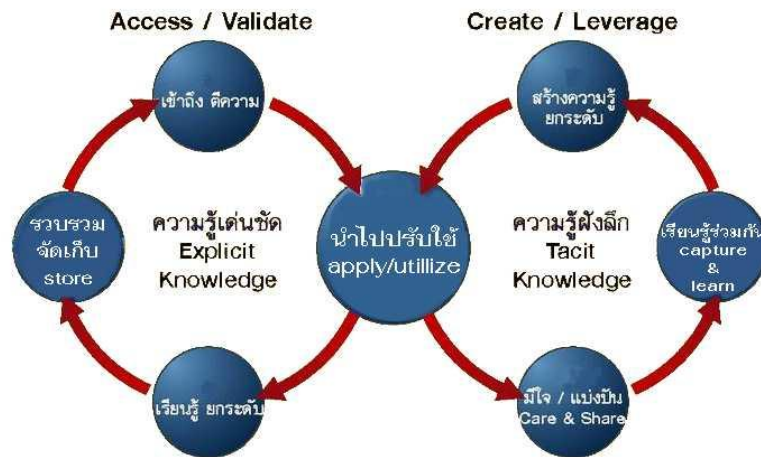 Access / Validate
Create / Leverage
เข้าถึง ตีความ
สร้างความรู้
ยกระดับ
รวบรวม
จัดเก็บ
store
ความรู้เด่นชัด
Explicit
Knowledge
นำไปปรับใช้
apply/utillize
ความรู้ฝังลึก
Tacit
Knowledge
เรียนรู้ร่วมกัน
capture
&
learn
เรียนรู้ ยกระดับ
มีใจ / แบ่งปัน
Care & Share